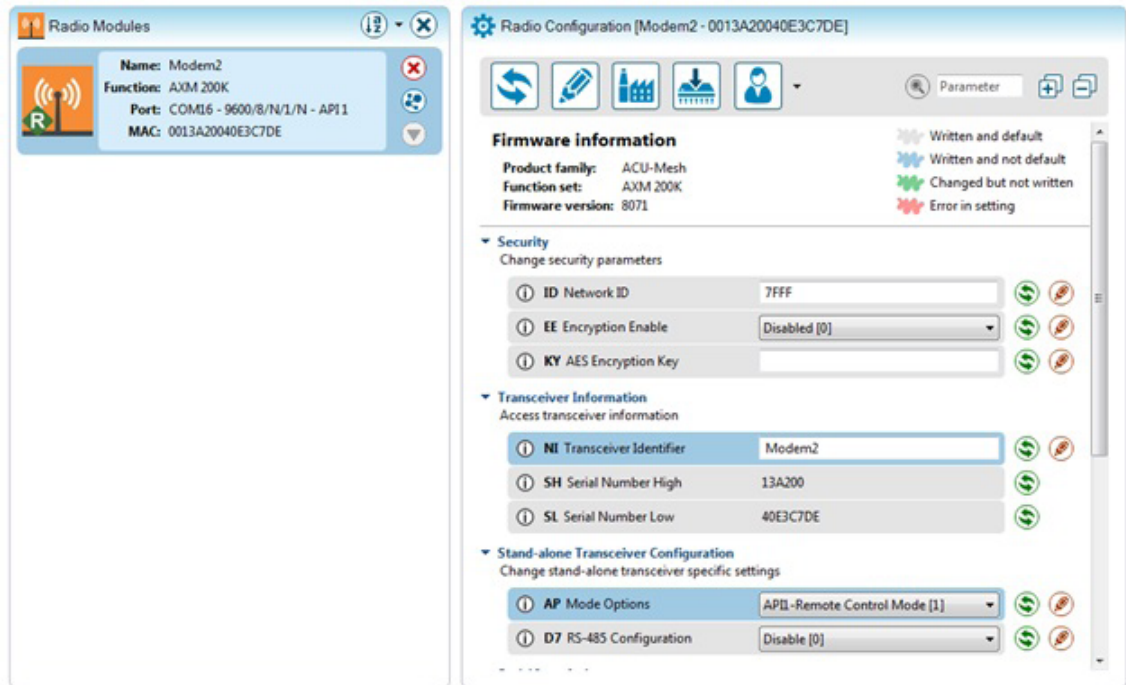 Radio Modules
Name: Modem2
Function: AXM 200K
Port: COM16 - 9600/8/N/1/N - API 1
MAC: 0013A20040E3C7DE
R
Radio Configuration [Modem2 - 0013A20040E3C7DE]
Parameter
Firmware information
Product family: ACU-Mesh
Function set: AXM 200K
Firmware version: 8071
Written and default
Written and not default
Changed but not written
Error in setting
Security
Change security parameters
ID Network ID 7FFF
EE Encryption Enable Disabled [0]
KY AES Encryption Key
Transceiver Information
Access transceiver information
NI Transceiver Identifier Modem2
SH Serial Number High 13A200
SL Serial Number Low 40E3C7DE
Stand-alone Transceiver Configuration
Change stand-alone transceiver specific settings
AP Mode Options API1-Remote Control Mode [1]
D7 RS-485 Configuration Disable [0]